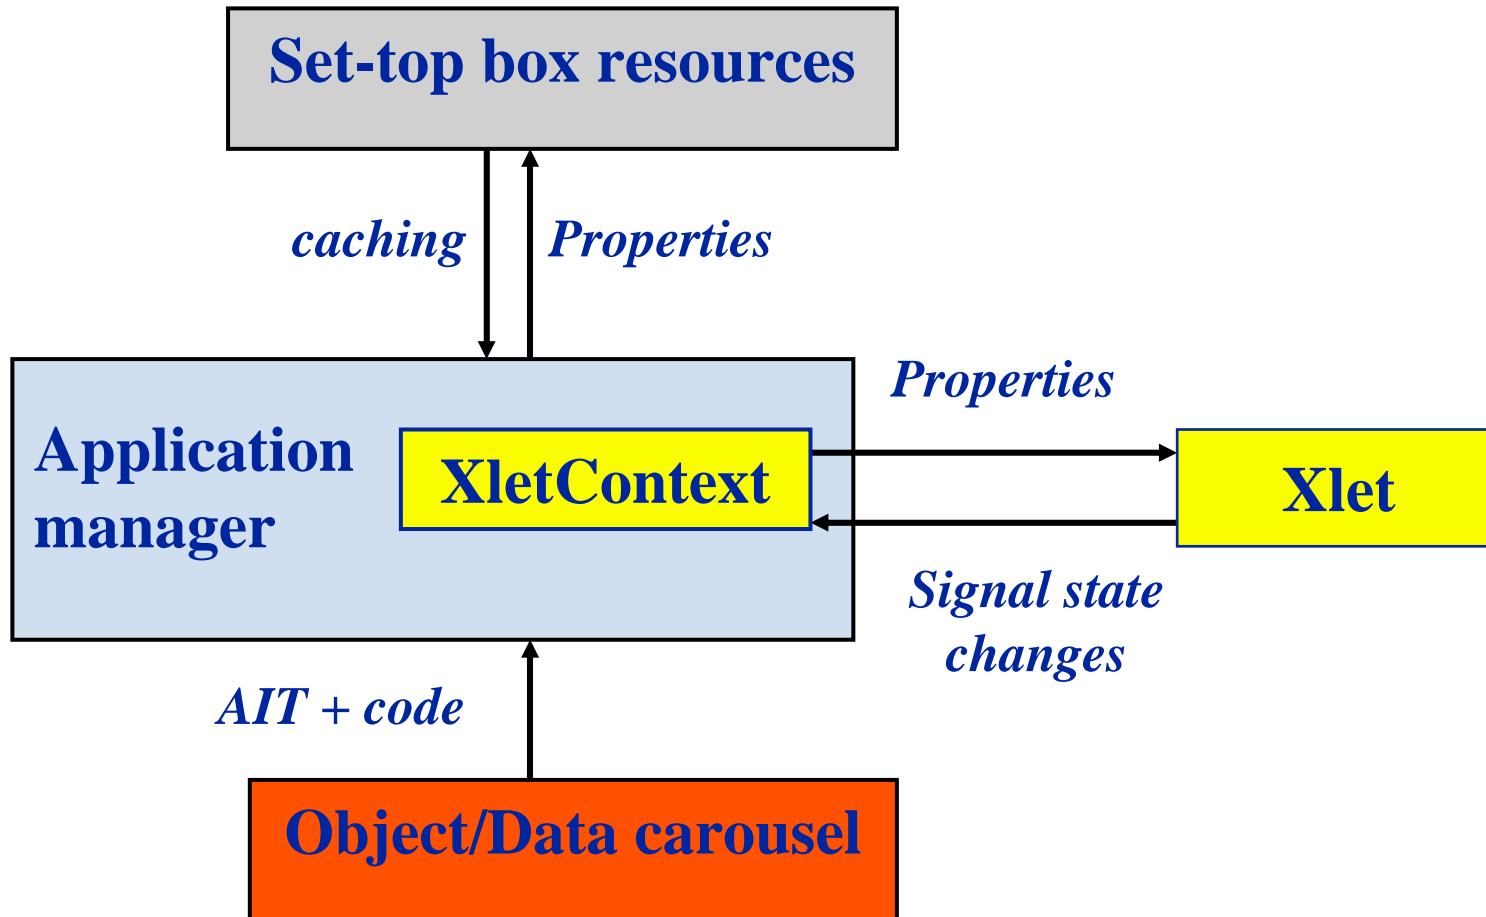 Set-top box resources
caching
Properties
Properties
Application
manager
XletContext
Xlet
Signal state
changes
AIT + code
Object/Data carousel